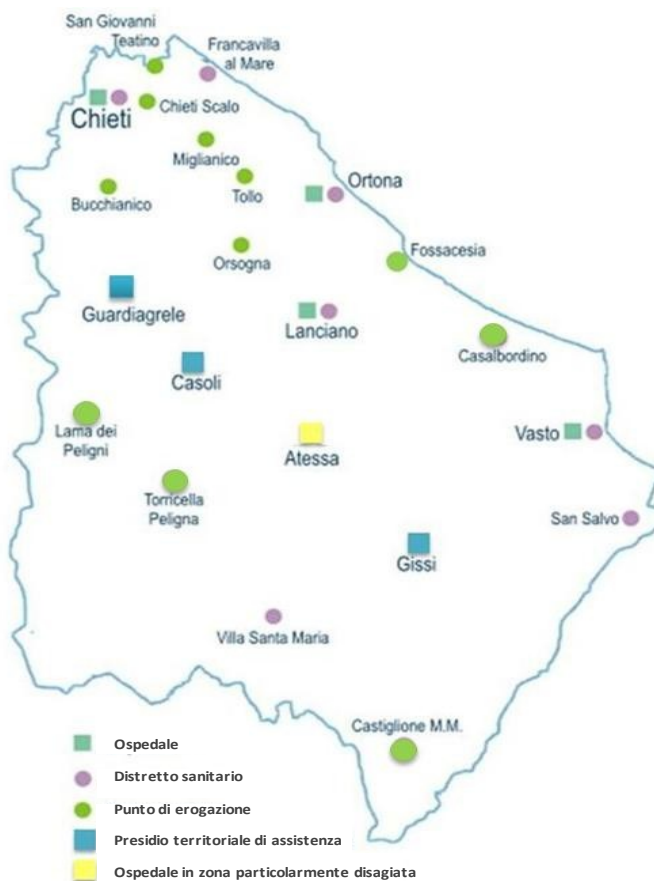 San Giovanni
Teatino
Francavilla
al Mare
Chieti
Chieti Scalo
Miglianico
Tollo
Bucchianico
Ortona
Orsogna
Fossacesia
Guardiagrele
Lanciano
Casalbordino
Casoli
Lama dei
Peligni
Atessa
Vasto
Torricella
Peligna
San Salvo
Gissi
Villa Santa Maria
Castiglione M.M.
Ospedale
Distretto sanitario
Punto di erogazione
Presidio territoriale di assistenza
Ospedale in zona particolarmente disagiata